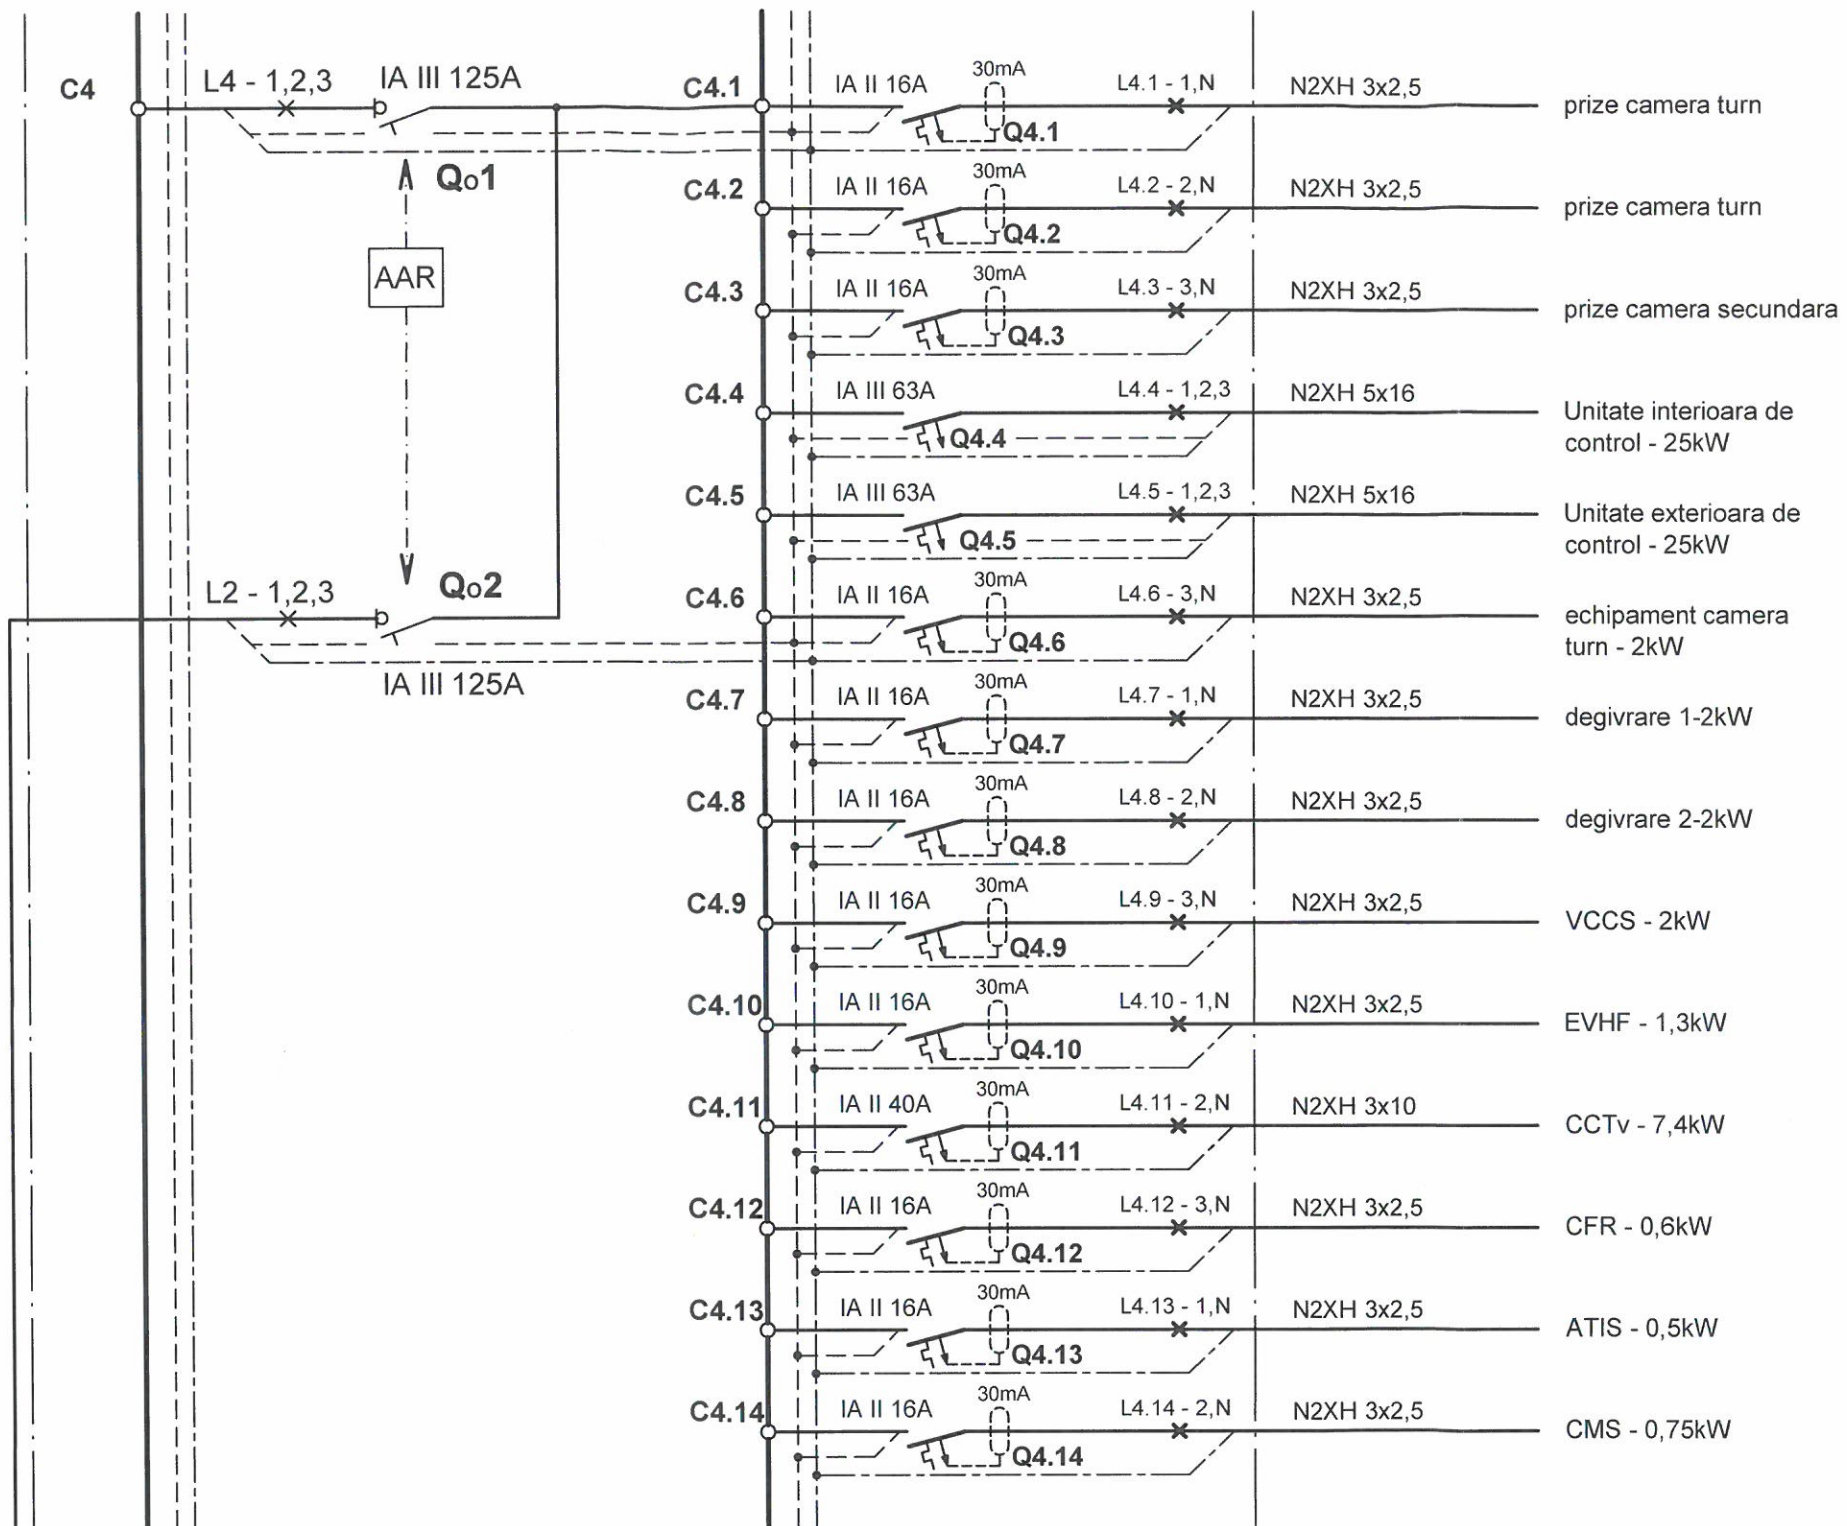 C4
L4 - 1,2,3
IA III 125A
Qo1
AAR
L2 - 1,2,3
Qo2
IA III 125A
C4.1 IA II 16A 30mA Q4.1 L4.1 - 1,N N2XH 3x2,5 prize camera turn
C4.2 IA II 16A 30mA Q4.2 L4.2 - 2,N N2XH 3x2,5 prize camera turn
C4.3 IA II 16A 30mA Q4.3 L4.3 - 3,N N2XH 3x2,5 prize camera secundara
C4.4 IA III 63A Q4.4 L4.4 - 1,2,3 N2XH 5x16 Unitate interioara de
control - 25kW
C4.5 IA III 63A Q4.5 L4.5 - 1,2,3 N2XH 5x16 Unitate exterioara de
control - 25kW
C4.6 IA II 16A 30mA Q4.6 L4.6 - 3,N N2XH 3x2,5 echipament camera
turn - 2kW
C4.7 IA II 16A 30mA Q4.7 L4.7 - 1,N N2XH 3x2,5 degivrare 1-2kW
C4.8 IA II 16A 30mA Q4.8 L4.8 - 2,N N2XH 3x2,5 degivrare 2-2kW
C4.9 IA II 16A 30mA Q4.9 L4.9 - 3,N N2XH 3x2,5 VCCS - 2kW
C4.10 IA II 16A 30mA Q4.10 L4.10 - 1,N N2XH 3x2,5 EVHF - 1,3kW
C4.11 IA II 40A 30mA Q4.11 L4.11 - 2,N N2XH 3x10 CCTv - 7,4kW
C4.12 IA II 16A 30mA Q4.12 L4.12 - 3,N N2XH 3x2,5 CFR - 0,6kW
C4.13 IA II 16A 30mA Q4.13 L4.13 - 1,N N2XH 3x2,5 ATIS - 0,5kW
C4.14 IA II 16A 30mA Q4.14 L4.14 - 2,N N2XH 3x2,5 CMS - 0,75kW